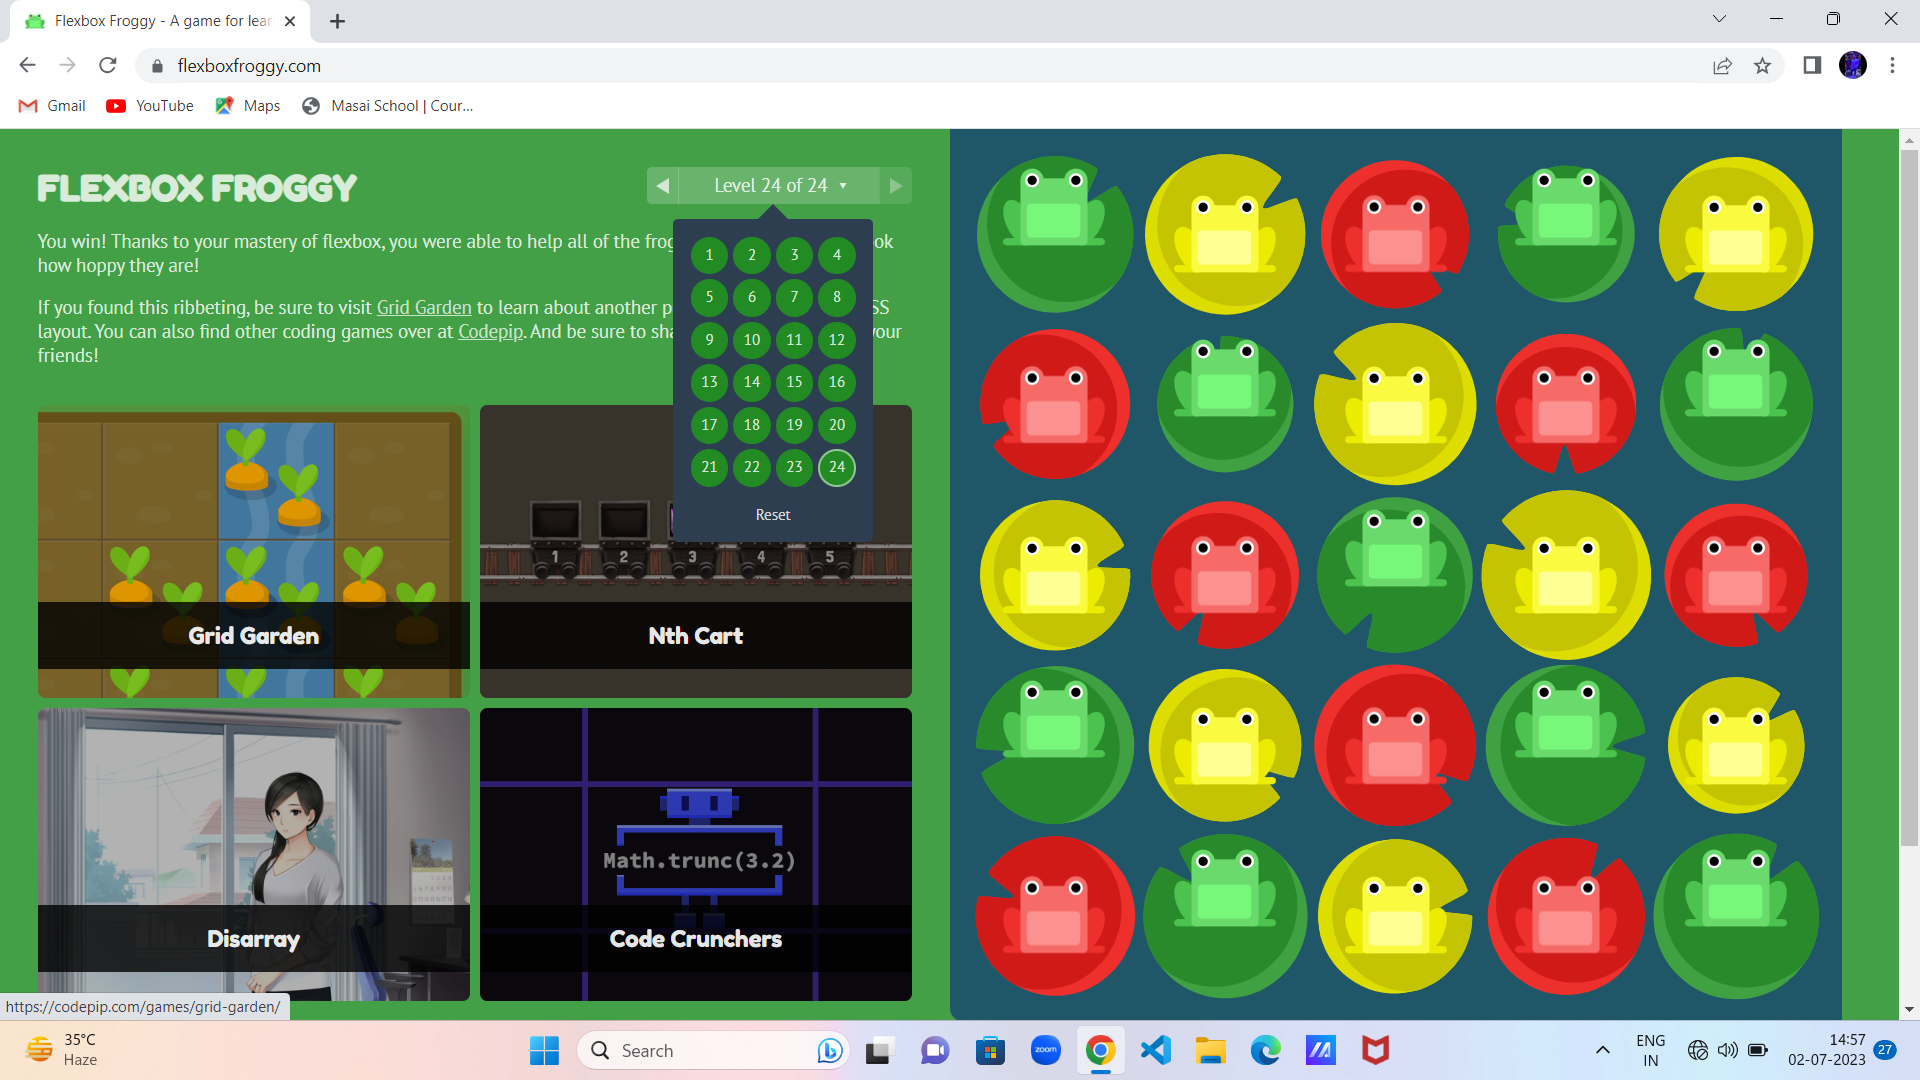 Flexbox Froggy - A game for lear
flexboxfroggy.com
Gmail
YouTube
Maps
Masai School | Cour...
FLEXBOX FROGGY
Level 24 of 24
You win! Thanks to your mastery of flexbox, you were able to help all of the frog
how hoppy they are!
If you found this ribbeting, be sure to visit Grid Garden to learn about another p
layout. You can also find other coding games over at Codepip. And be sure to sha
your
friends!
1 2 3 4
5 6 7 8
9 10 11 12
13 14 15 16
17 18 19 20
21 22 23 24
Reset
1 2 3 4 5
Grid Garden
Nth Cart
Math.trunc(3.2)
Disarray
Code Crunchers
https://codepip.com/games/grid-garden/
35°C
Haze
Search
zoom
ENG
IN
14:57
02-07-2023
27